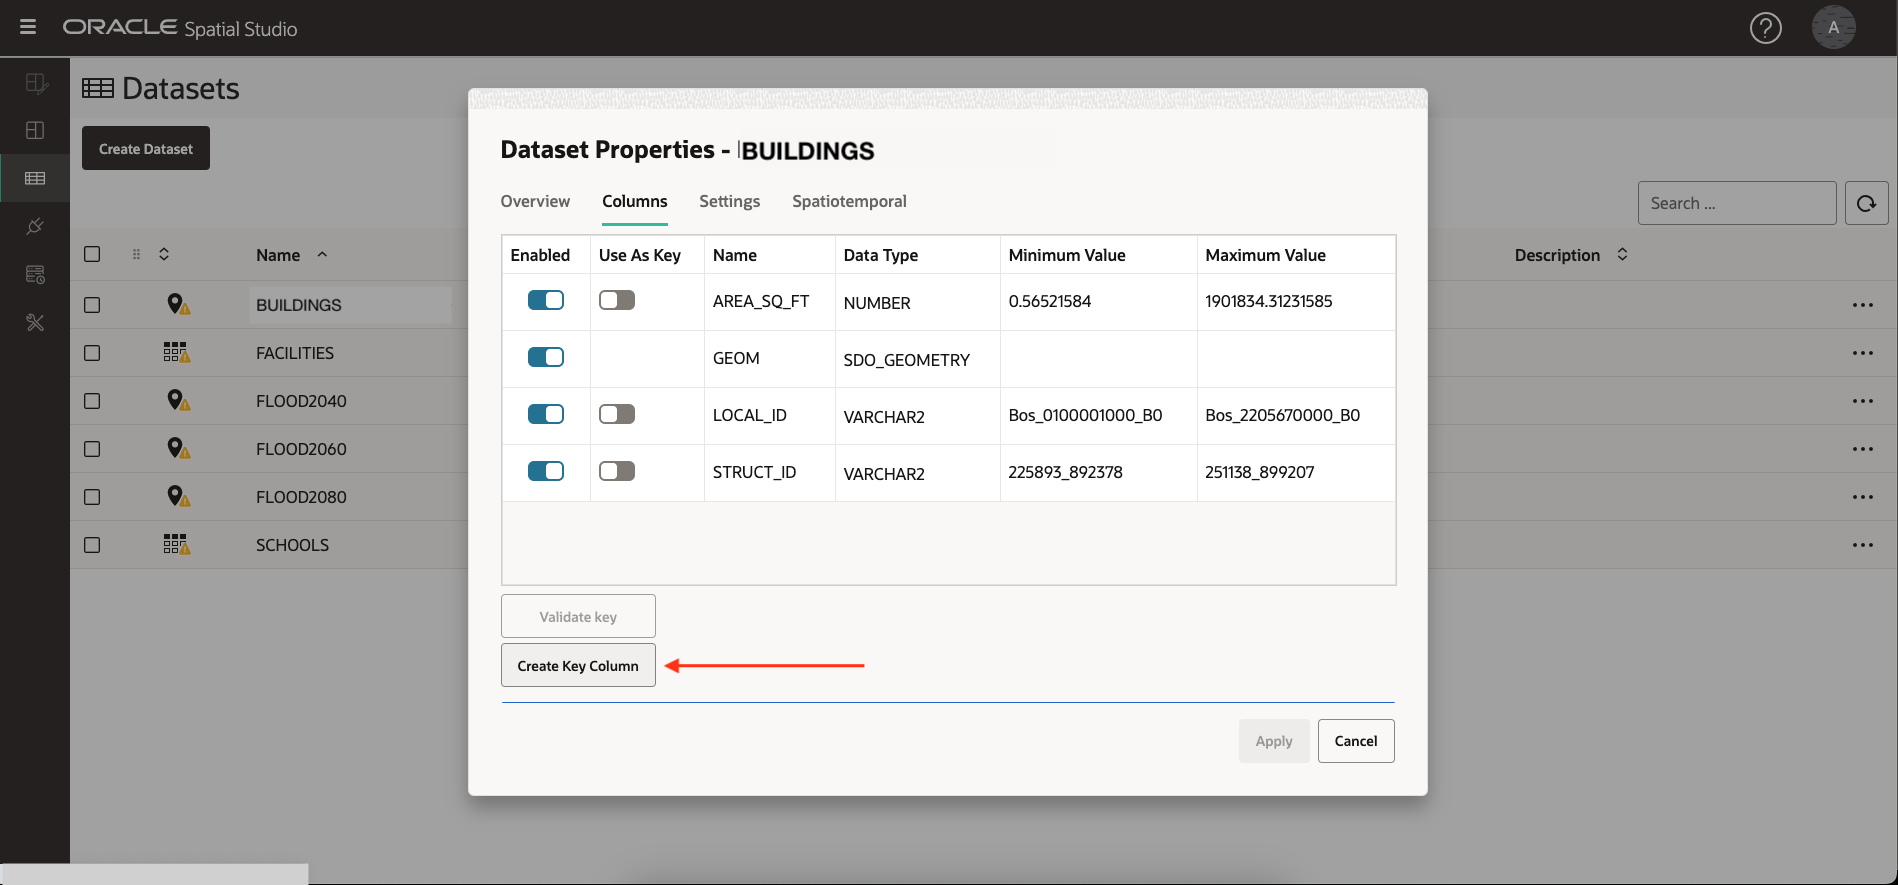 ORACLE Spatial Studio
?
A
Datasets
Create Dataset
Search ...
Name
Description
BUILDINGS
FACILITIES
FLOOD2040
FLOOD2060
FLOOD2080
SCHOOLS
Dataset Properties - BUILDINGS
Overview Columns Settings Spatiotemporal
Enabled Use As Key Name Data Type Minimum Value Maximum Value
AREA_SQ_FT NUMBER 0.56521584 1901834.31231585
GEOM SDO_GEOMETRY
LOCAL_ID VARCHAR2 Bos_0100001000_B0 Bos_2205670000_B0
STRUCT_ID VARCHAR2 225893_892378 251138_899207
Validate key
Create Key Column
Apply Cancel